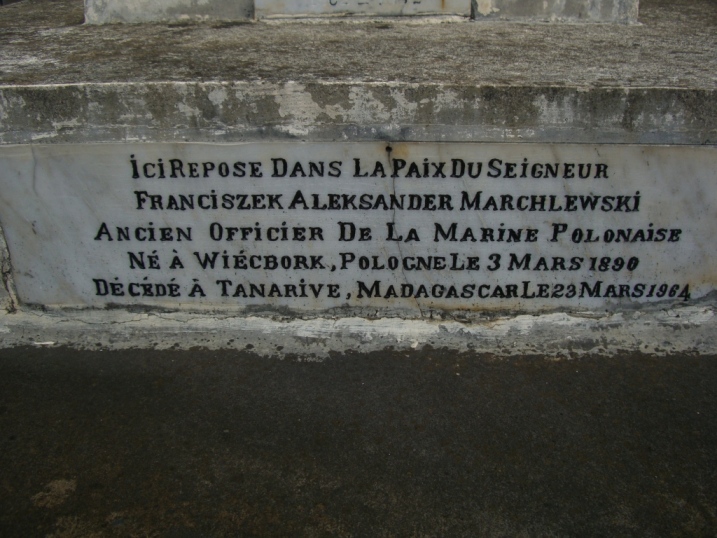 ICI REPOSE DANS LA PAIX DU SEIGNEUR
FRANCISZEK ALEKSANDER MARCHLEWSKI
ANCIEN OFFICIER DE LA MARINE POLONAISE
NÉ À WIÉCBORK, POLOGNE LE 3 MARS 1890
DÉCÉDÉ À TANARIVE, MADAGASCAR LE 23 MARS 1964